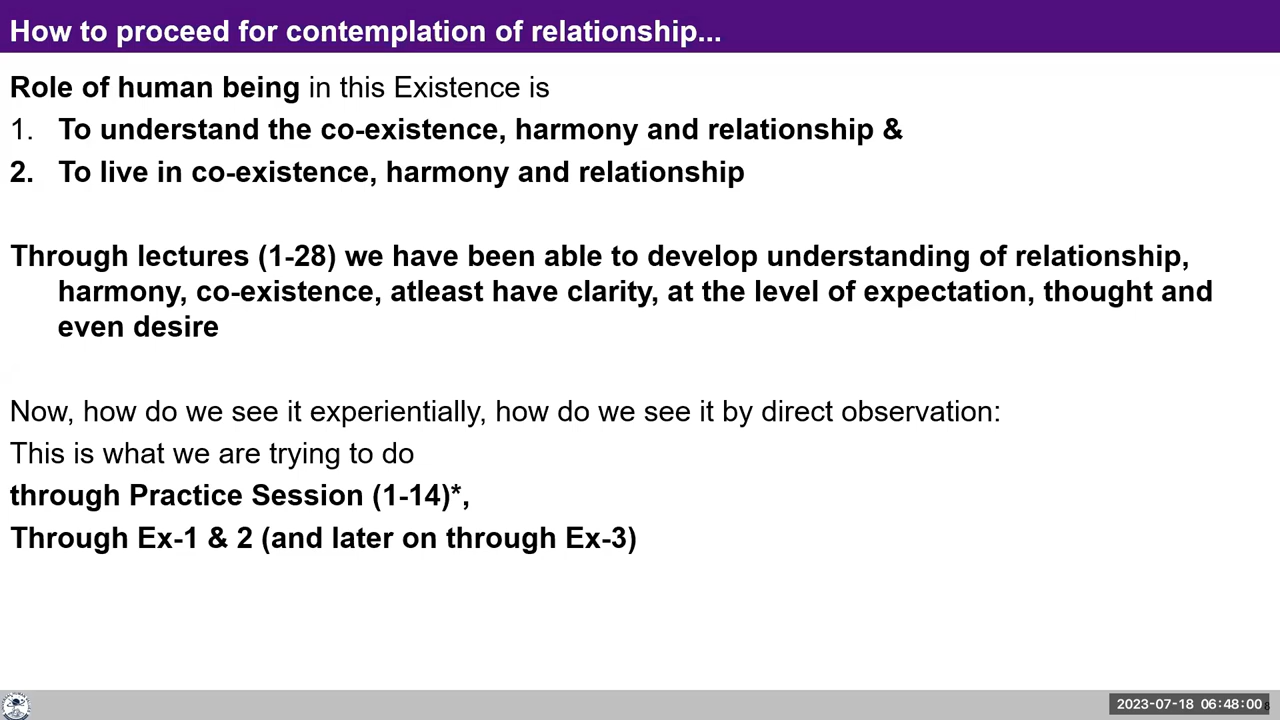 How to proceed for contemplation of relationship...
Role of human being in this Existence is
1. To understand the co-existence, harmony and relationship &
2. To live in co-existence, harmony and relationship
Through lectures (1-28) we have been able to develop understanding of relationship,
harmony, co-existence, atleast have clarity, at the level of expectation, thought and
even desire
Now, how do we see it experientially, how do we see it by direct observation:
This is what we are trying to do
through Practice Session (1-14)*,
Through Ex-1 & 2 (and later on through Ex-3)
2023-07-18 06:48:00